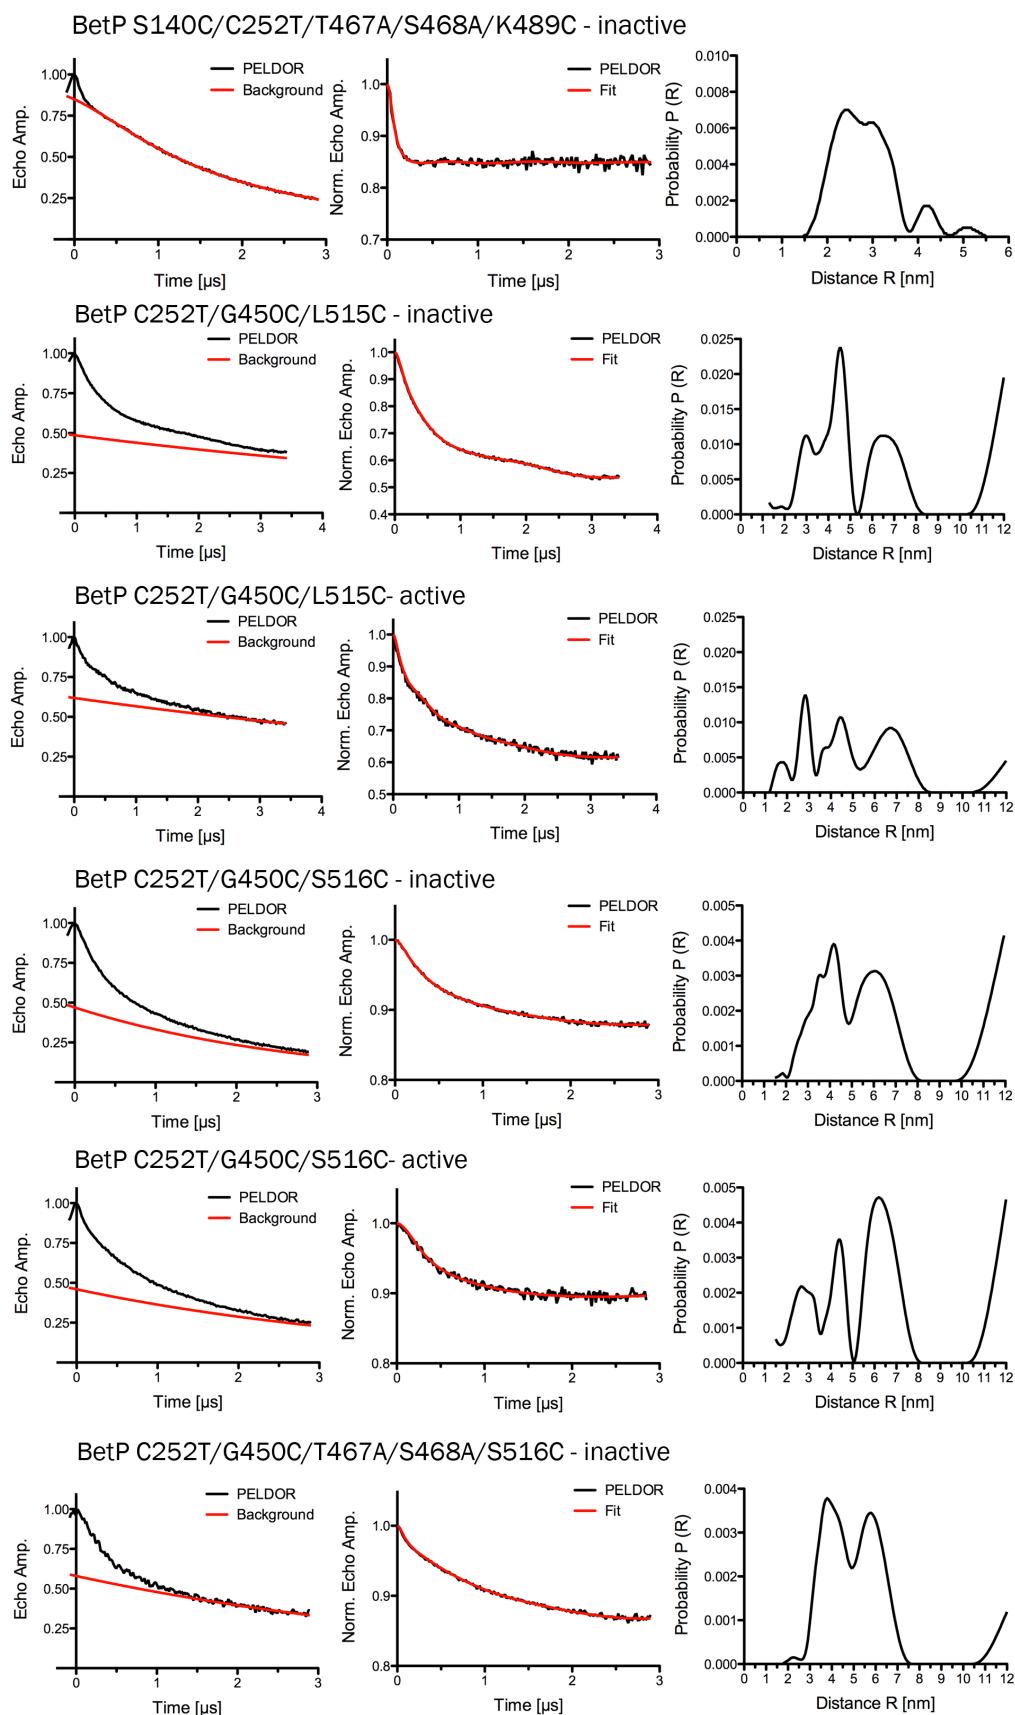 BetP S140C/C252T/T467A/S468A/K489C - inactive
PELDOR
Background
Echo Amp.
1.00
0.75
0.50
0.25
0 1 2 3
Time [µs]
PELDOR
Fit
Norm. Echo Amp.
1.0
0.9
0.8
0.7
0 1 2 3
Time [µs]
Probability P (R)
0.010
0.008
0.006
0.004
0.002
0.000
0 1 2 3 4 5 6
Distance R [nm]
BetP C252T/G450C/L515C - inactive
PELDOR
Background
Echo Amp.
1.00
0.75
0.50
0.25
0 1 2 3 4
Time [µs]
PELDOR
Fit
Norm. Echo Amp.
1.0
0.9
0.8
0.7
0.6
0.5
0.4
0 1 2 3 4
Time [µs]
Probability P (R)
0.025
0.020
0.015
0.010
0.005
0.000
0 1 2 3 4 5 6 7 8 9 10 11 12
Distance R [nm]
BetP C252T/G450C/L515C- active
PELDOR
Background
Echo Amp.
1.00
0.75
0.50
0.25
0 1 2 3 4
Time [µs]
PELDOR
Fit
Norm. Echo Amp.
1.0
0.9
0.8
0.7
0.6
0.5
0 1 2 3 4
Time [µs]
Probability P (R)
0.025
0.020
0.015
0.010
0.005
0.000
0 1 2 3 4 5 6 7 8 9 10 11 12
Distance R [nm]
BetP C252T/G450C/S516C - inactive
PELDOR
Background
Echo Amp.
1.00
0.75
0.50
0.25
0 1 2 3
Time [µs]
PELDOR
Fit
Norm. Echo Amp.
1.0
0.9
0.8
0 1 2 3
Time [µs]
Probability P (R)
0.005
0.004
0.003
0.002
0.001
0.000
0 1 2 3 4 5 6 7 8 9 10 11 12
Distance R [nm]
BetP C252T/G450C/S516C- active
PELDOR
Background
Echo Amp.
1.00
0.75
0.50
0.25
0 1 2 3
Time [µs]
PELDOR
Fit
Norm. Echo Amp.
1.0
0.9
0.8
0 1 2 3
Time [µs]
Probability P (R)
0.005
0.004
0.003
0.002
0.001
0.000
0 1 2 3 4 5 6 7 8 9 10 11 12
Distance R [nm]
BetP C252T/G450C/T467A/S468A/S516C - inactive
PELDOR
Background
Echo Amp.
1.00
0.75
0.50
0.25
0 1 2 3
Time [µs]
PELDOR
Fit
Norm. Echo Amp.
1.0
0.9
0.8
0 1 2 3
Time [µs]
Probability P (R)
0.004
0.003
0.002
0.001
0.000
0 1 2 3 4 5 6 7 8 9 10 11 12
Distance R [nm]